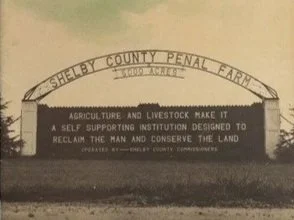 SHELBY COUNTY PENAL FARM
5000 ACRES
AGRICULTURE AND LIVESTOCK MAKE IT
A SELF SUPPORTING INSTITUTION DESIGNED TO
RECLAIM THE MAN AND CONSERVE THE LAND
OPERATED BY SHELBY COUNTY COMMISSIONERS